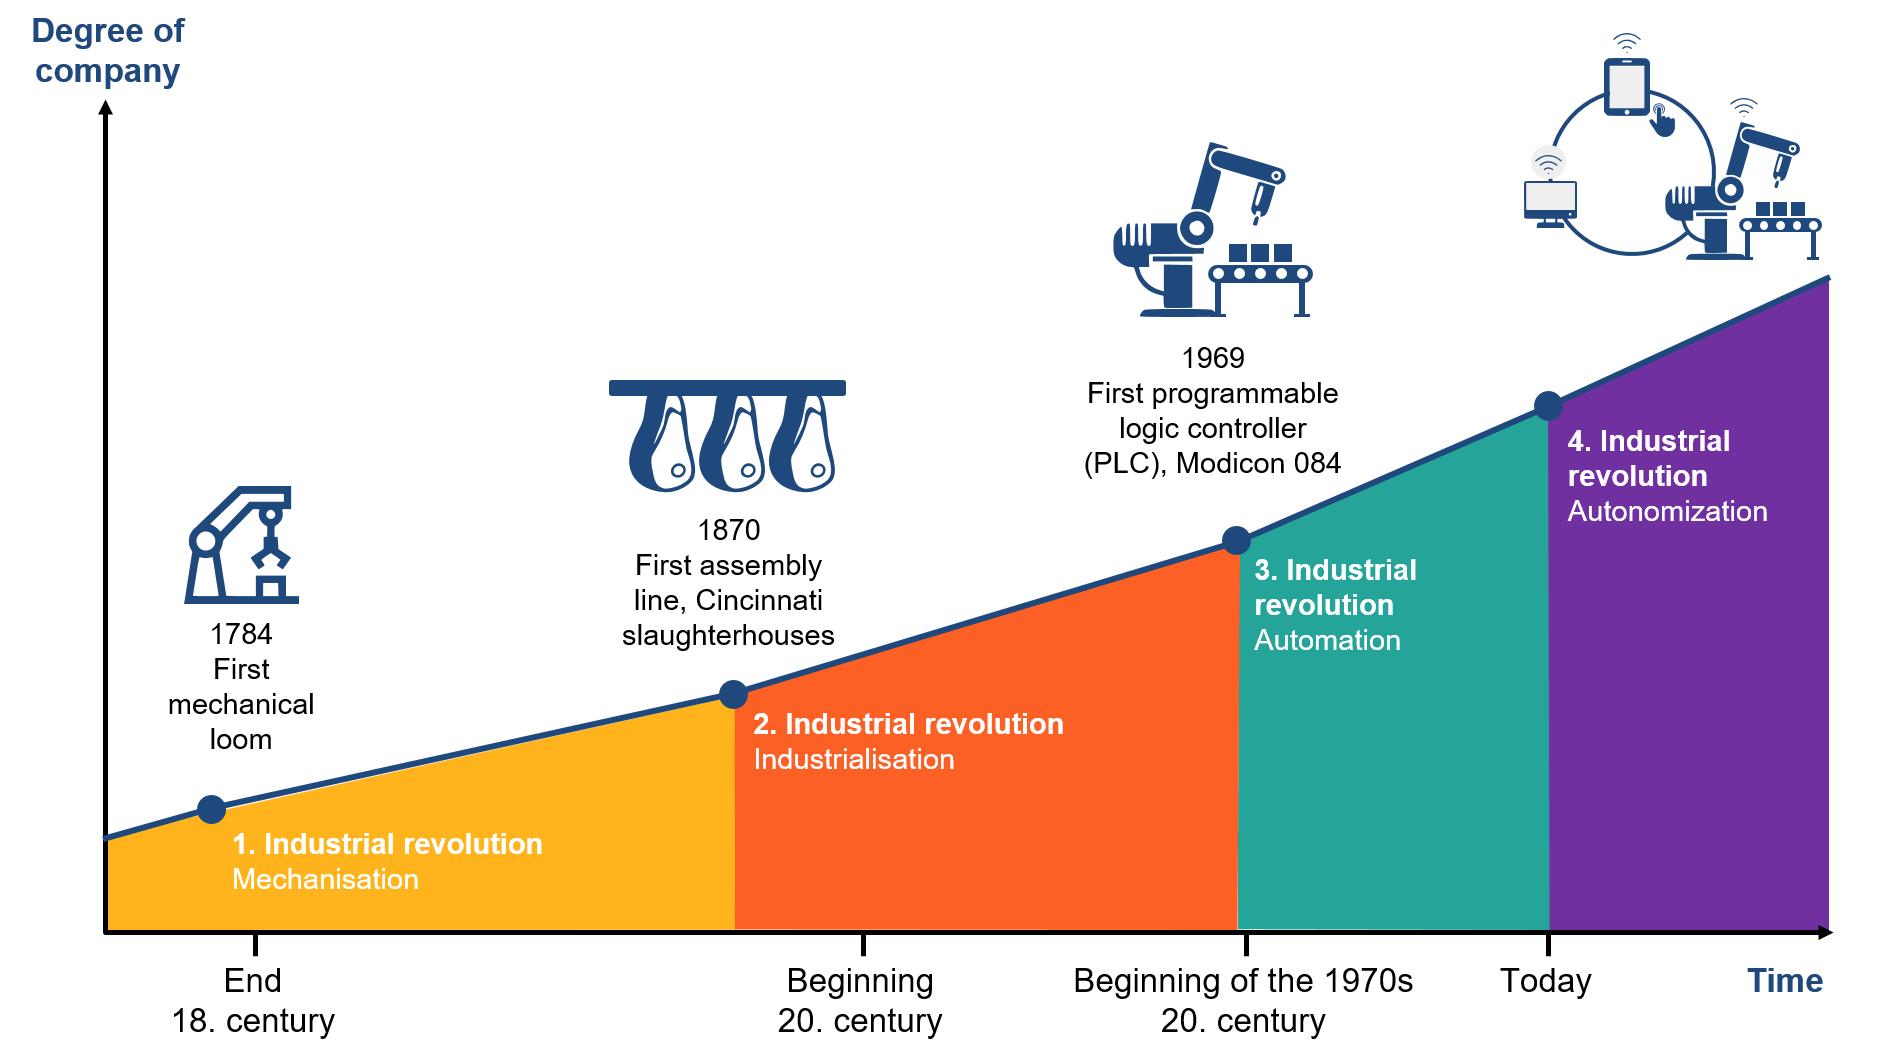 Degree of
company
1784
First
mechanical
loom
1870
First assembly
line, Cincinnati
slaughterhouses
1969
First programmable
logic controller
(PLC), Modicon 084
1. Industrial revolution
Mechanisation
2. Industrial revolution
Industrialisation
3. Industrial
revolution
Automation
4. Industrial
revolution
Autonomization
End
18. century
Beginning
20. century
Beginning of the 1970s
20. century
Today
Time